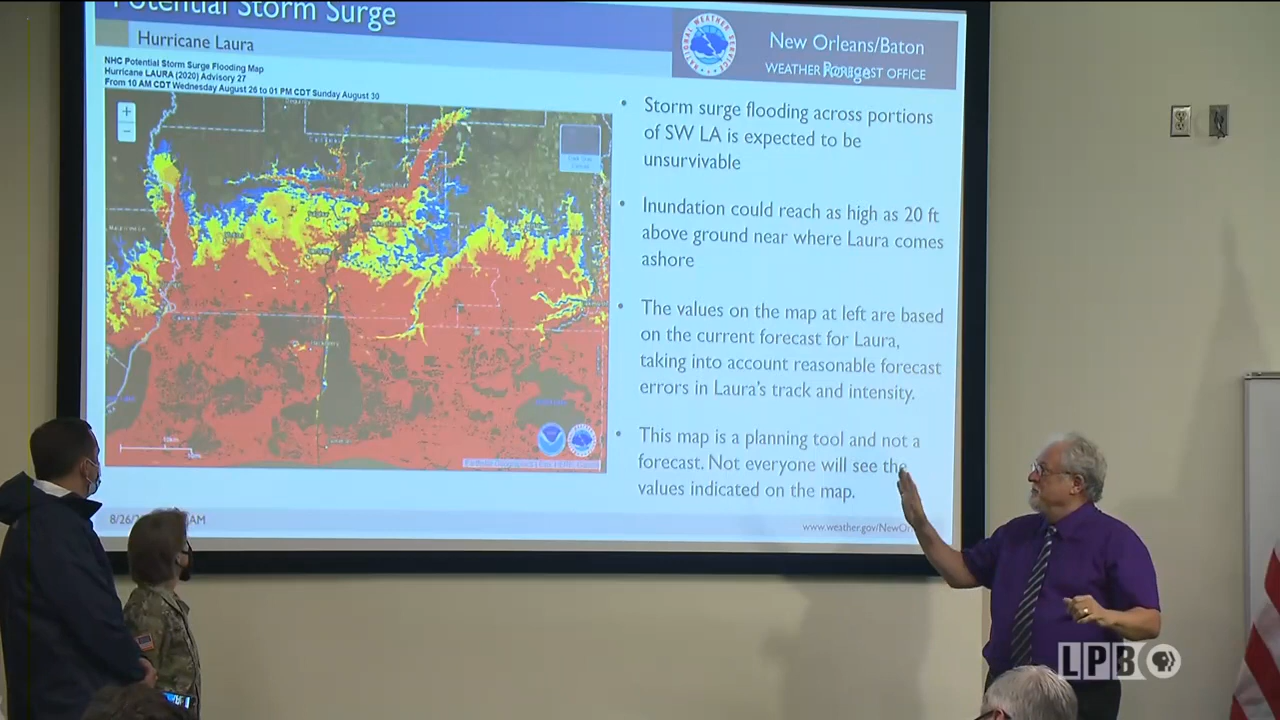 Potential Storm Surge
Hurricane Laura
New Orleans/Baton
Rouge
WEATHER FORECAST OFFICE
NATIONAL WEATHER SERVICE
NHC Potential Storm Surge Flooding Map
Hurricane LAURA (2020) Advisory 27
From 10 AM CDT Wednesday August 26 to 01 PM CDT Sunday August 30
+
−
• Storm surge flooding across portions
of SW LA is expected to be
unsurvivable
• Inundation could reach as high as 20 ft
above ground near where Laura comes
ashore
• The values on the map at left are based
on the current forecast for Laura,
taking into account reasonable forecast
errors in Laura's track and intensity.
• This map is a planning tool and not a
forecast. Not everyone will see the
values indicated on the map.
AM
LPB